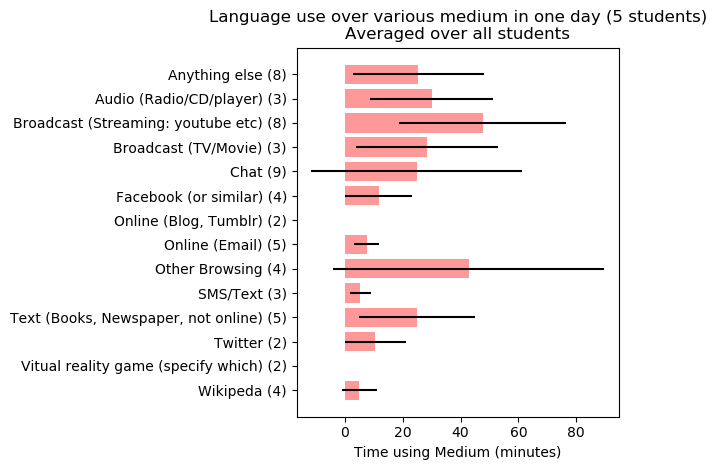 Language use over various medium in one day (5 students)
Averaged over all students
Anything else (8)
Audio (Radio/CD/player) (3)
Broadcast (Streaming: youtube etc) (8)
Broadcast (TV/Movie) (3)
Chat (9)
Facebook (or similar) (4)
Online (Blog, Tumblr) (2)
Online (Email) (5)
Other Browsing (4)
SMS/Text (3)
Text (Books, Newspaper, not online) (5)
Twitter (2)
Vitual reality game (specify which) (2)
Wikipeda (4)
0 20 40 60 80
Time using Medium (minutes)